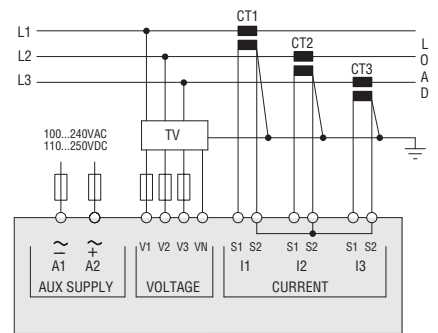 CT1
L1
CT2
L2
L
O
A
D
CT3
L3
100...240VAC
110...250VDC
TV
V1 V2 V3 VN
S1 S2 S1 S2 S1 S2
~ ~
− +
A1 A2
I1 I2 I3
AUX SUPPLY VOLTAGE CURRENT